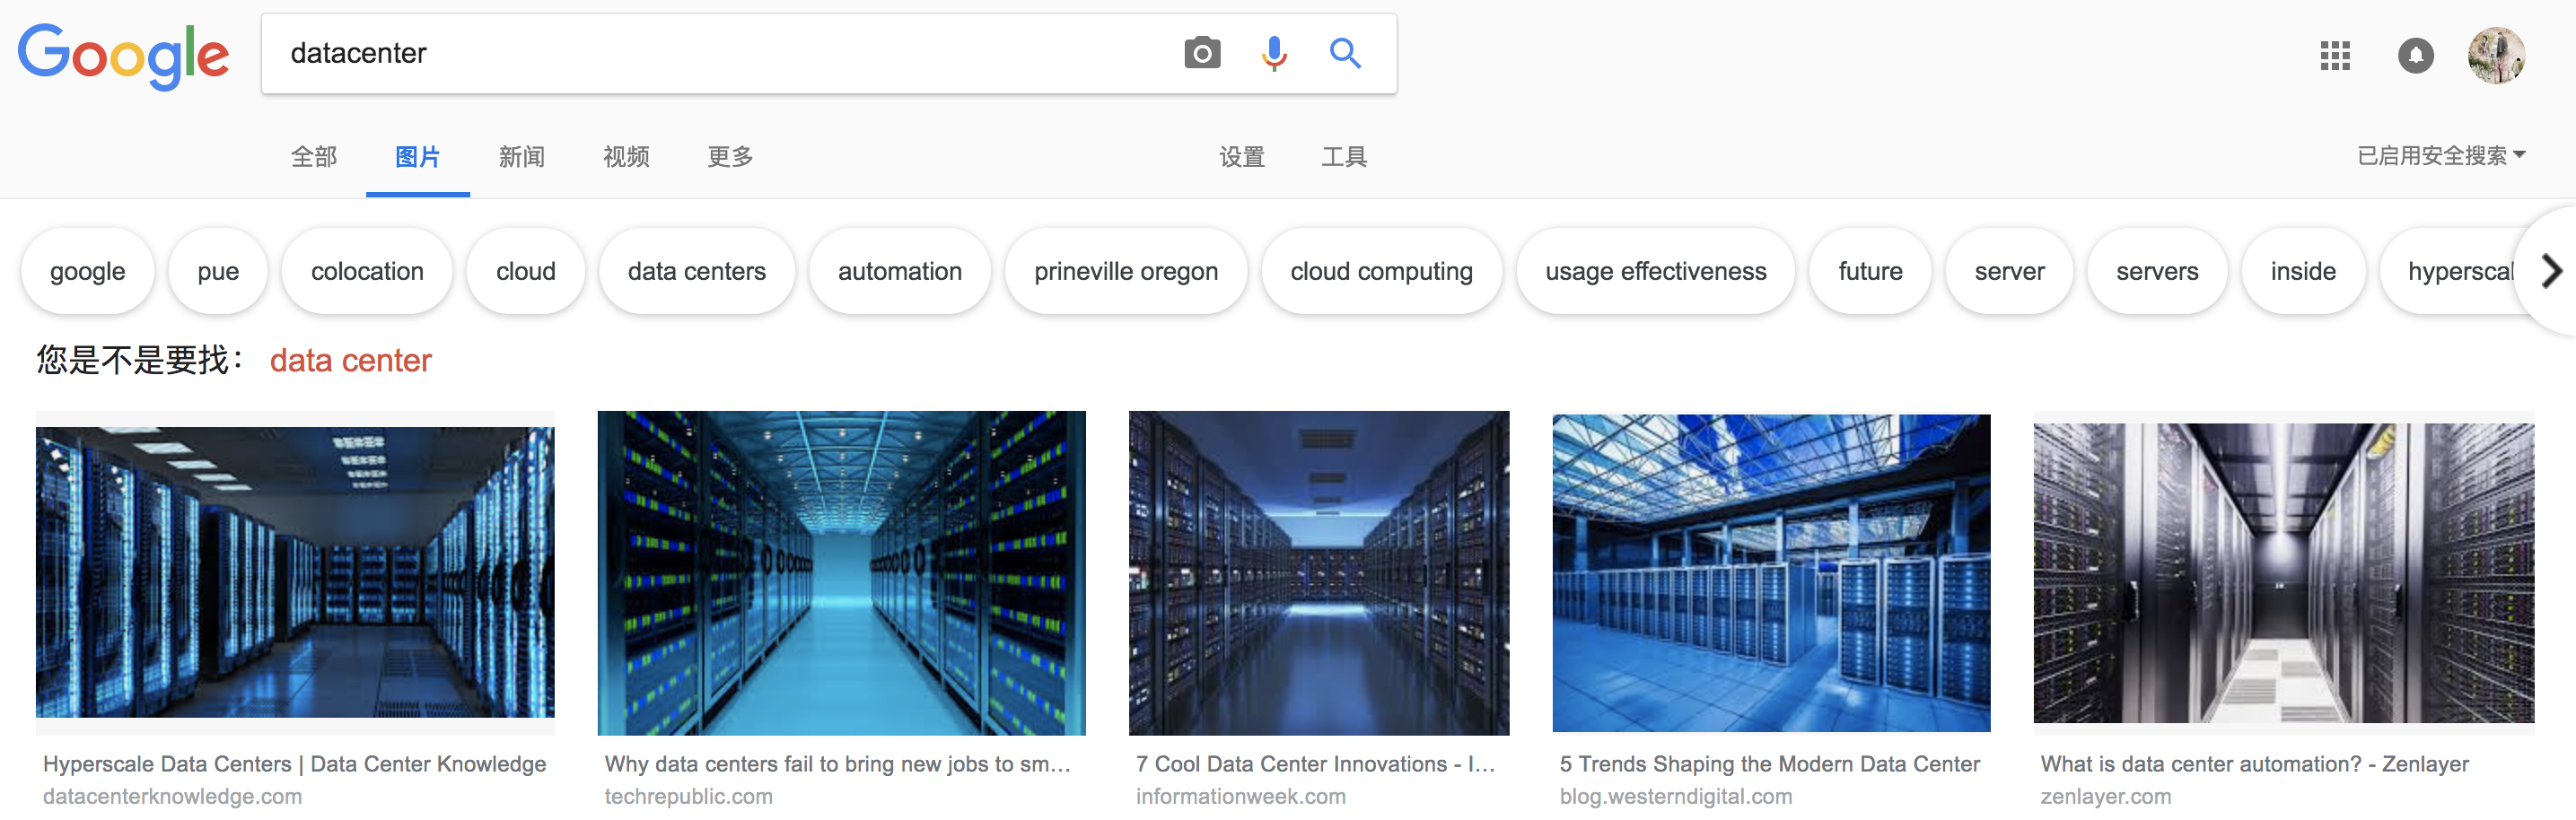 Google
datacenter
全部 图片 新闻 视频 更多 设置 工具 已启用安全搜索
google pue colocation cloud data centers automation prineville oregon cloud computing usage effectiveness future server servers inside hyperscal
您是不是要找： data center
Hyperscale Data Centers | Data Center Knowledge
datacenterknowledge.com
Why data centers fail to bring new jobs to sm...
techrepublic.com
7 Cool Data Center Innovations - I...
informationweek.com
5 Trends Shaping the Modern Data Center
blog.westerndigital.com
What is data center automation? - Zenlayer
zenlayer.com